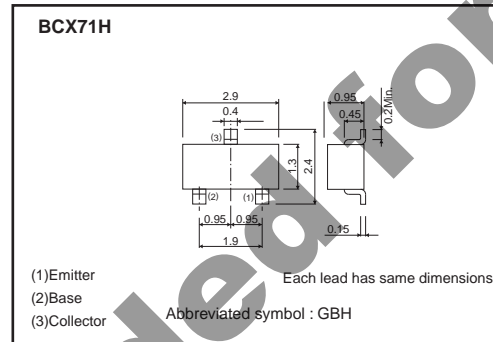 BCX71H
2.9
0.4
(3)
0.95
0.45
0.2Min.
1.3
2.4
(2)
(1)
0.95 0.95
1.9
0.15
(1)Emitter
Each lead has same dimensions
(2)Base
(3)Collector
Abbreviated symbol : GBH
ded for